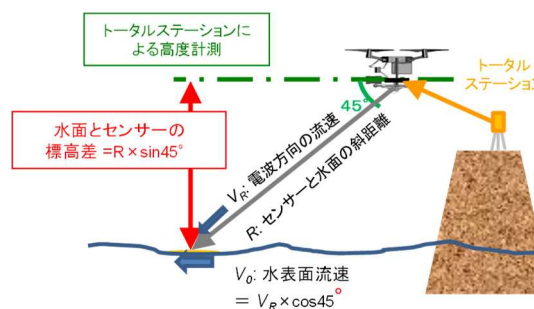 トータルステーションに
よる高度計測
トータル
ステーション
45°
水面とセンサーの
標高差 =R×sin45°
V_R: 電波方向の流速
R: センサーと水面の斜距離
V_0: 水表面流速
= V_R×cos45°